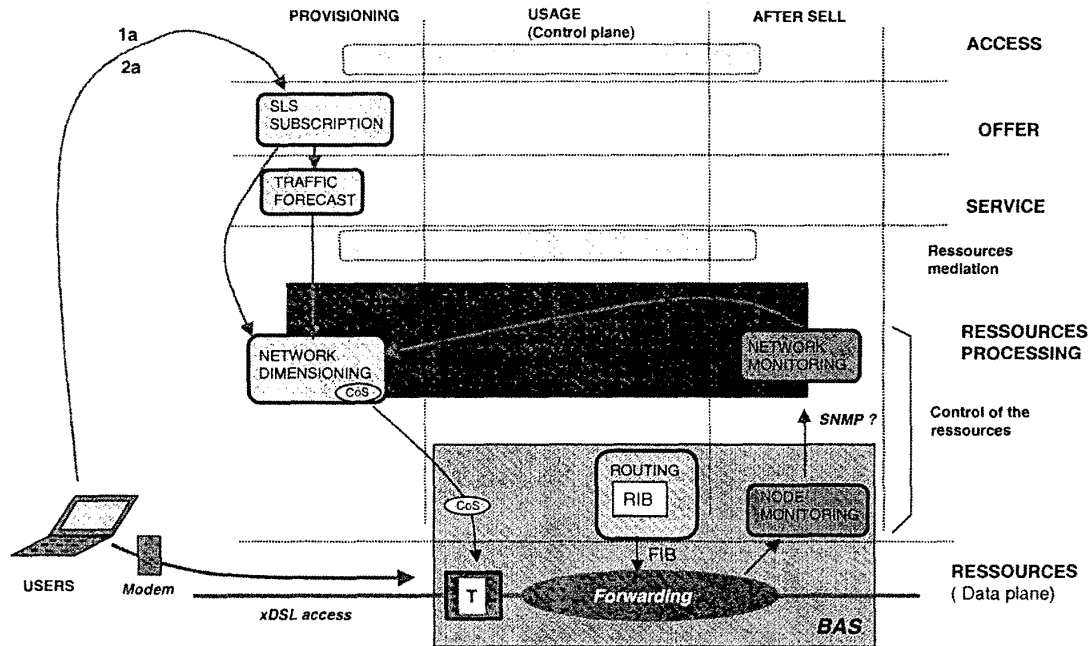 PROVISIONING
USAGE
(Control plane)
AFTER SELL
1a
2a
ACCESS
SLS
SUBSCRIPTION
OFFER
TRAFFIC
FORECAST
SERVICE
Ressources
mediation
NETWORK
DIMENSIONING
CoS
NETWORK
MONITORING
RESSOURCES
PROCESSING
SNMP ?
Control of the
ressources
ROUTING
RIB
CoS
NODE
MONITORING
FIB
USERS
Modem
xDSL access
T
Forwarding
BAS
RESSOURCES
( Data plane)